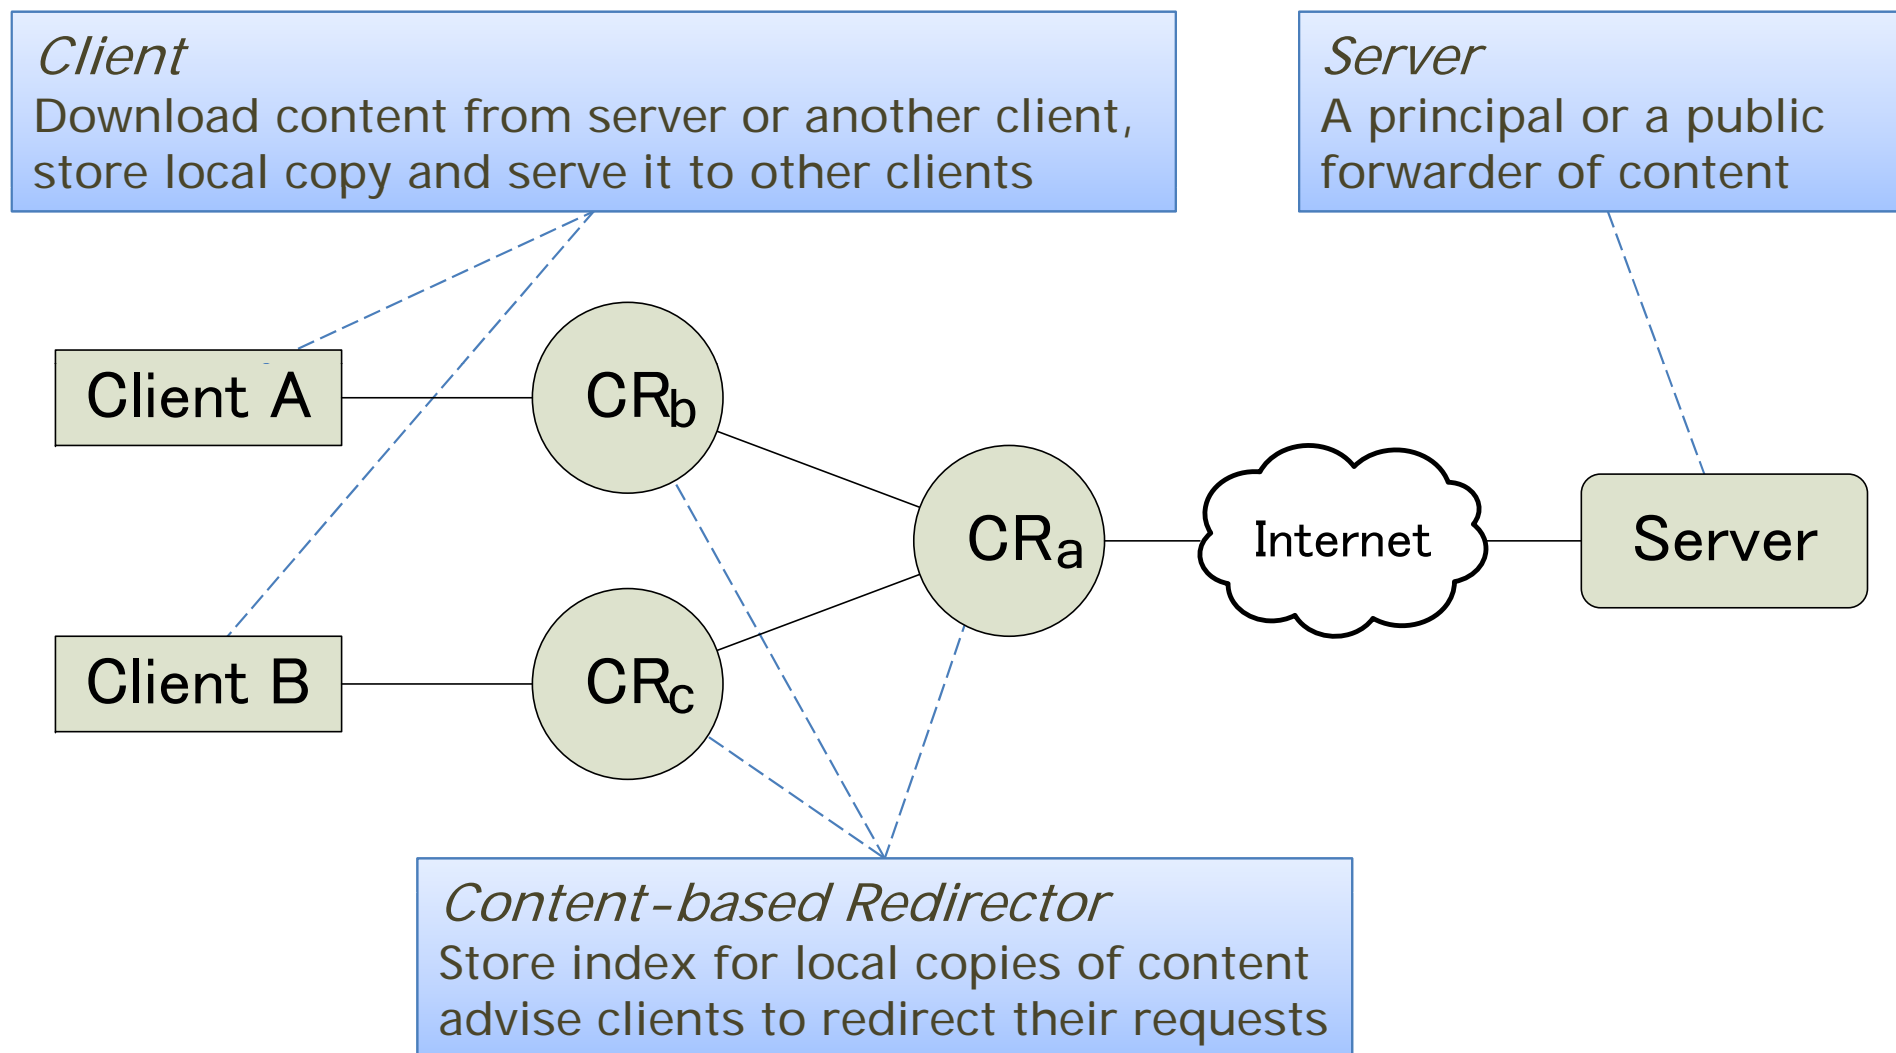 Client
Download content from server or another client,
store local copy and serve it to other clients
Server
A principal or a public
forwarder of content
Client A
CRb
CRa
Internet
Server
Client B
CRc
Content-based Redirector
Store index for local copies of content
advise clients to redirect their requests